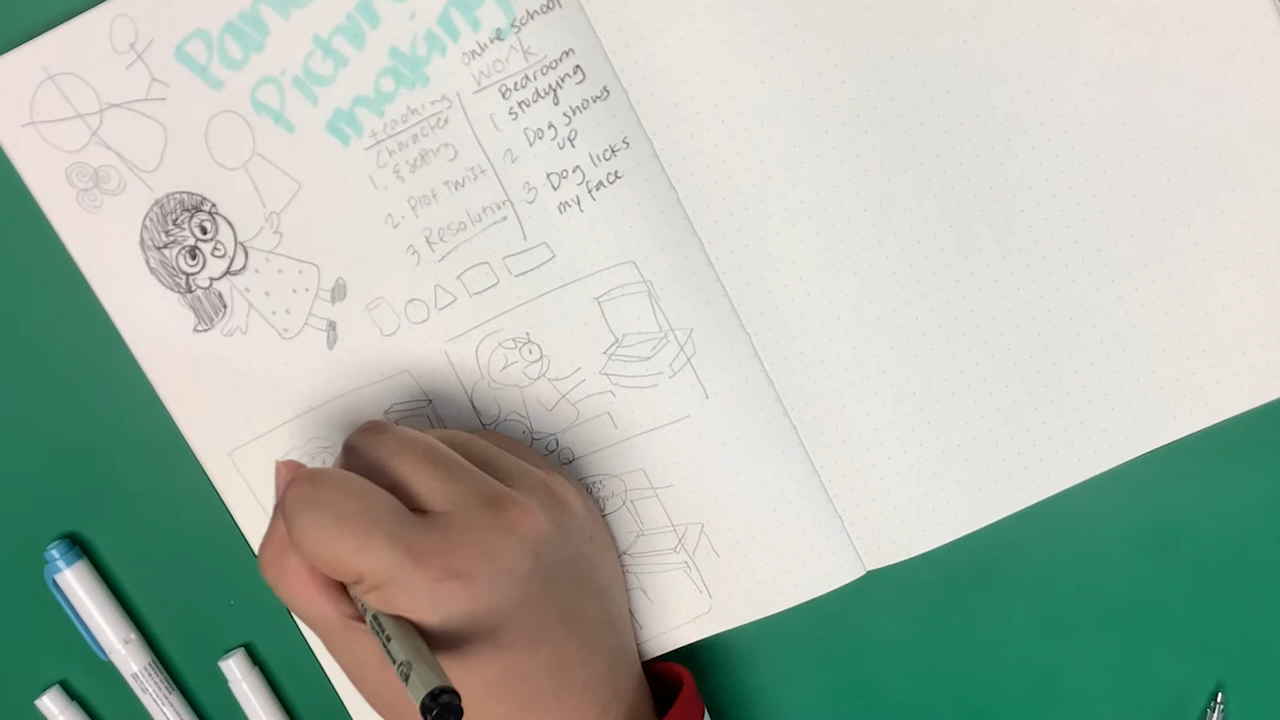 Picture
making
teaching
Character
1. & setting
2. Plot Twist
3 Resolution
online school
work
Bedroom
1 studying
2 Dog shows
up
3. Dog licks
my face